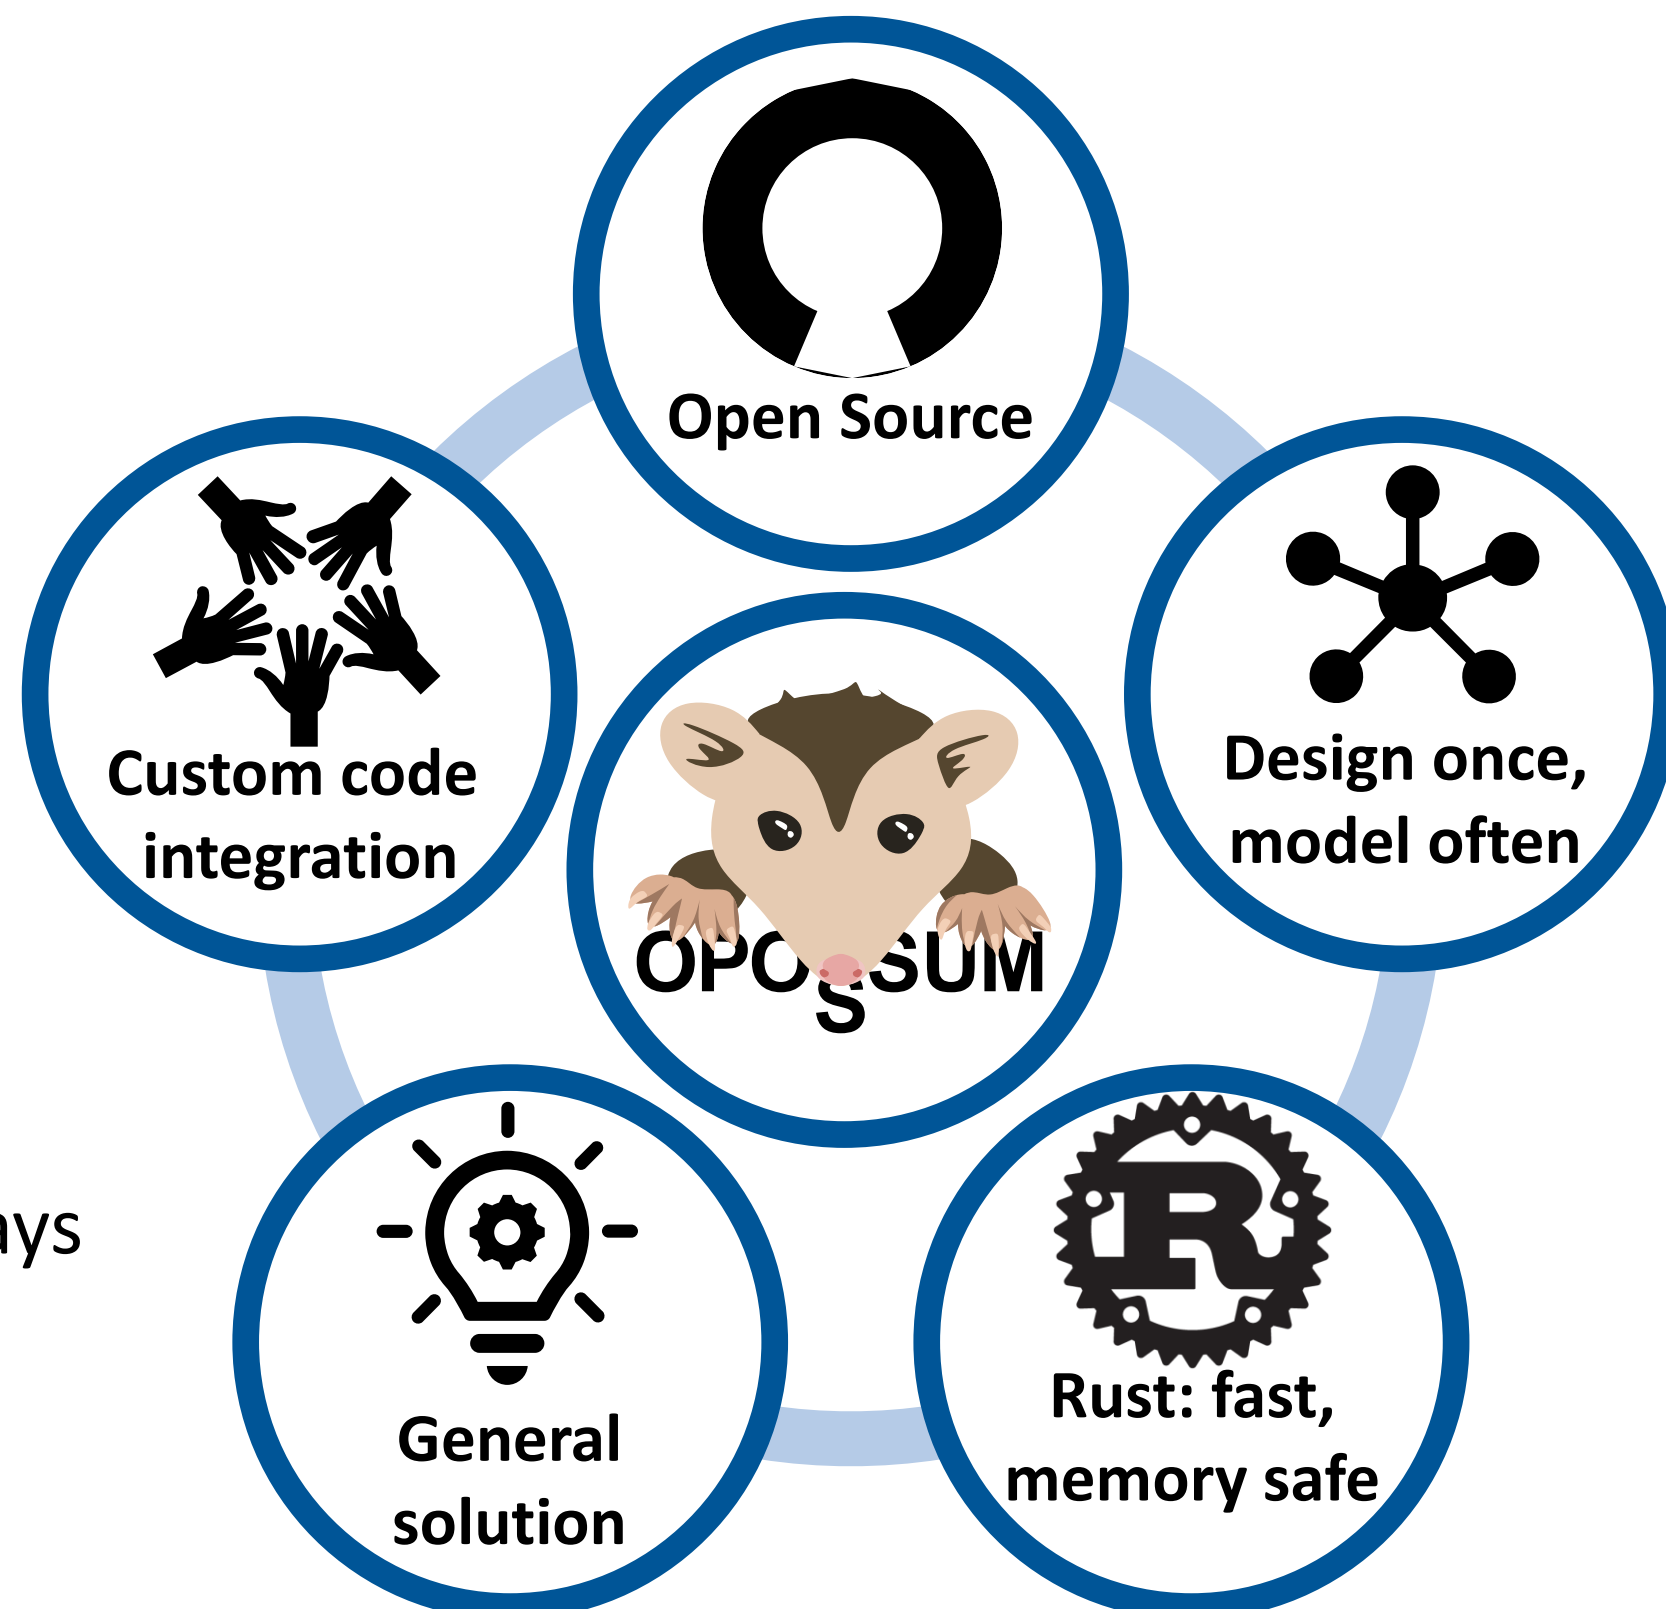 Open Source
Custom code
integration
Design once,
model often
OPOSSUM
ays
General
solution
Rust: fast,
memory safe